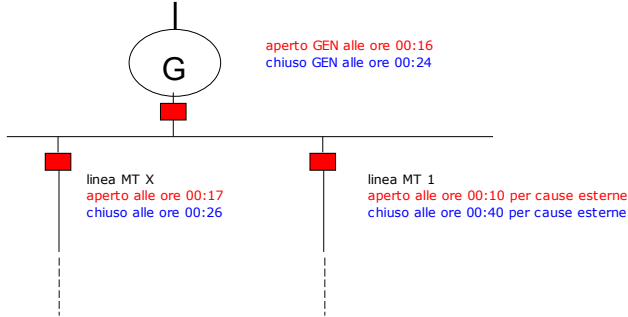 aperto GEN alle ore 00:16
chiuso GEN alle ore 00:24
G
linea MT X
aperto alle ore 00:17
chiuso alle ore 00:26
linea MT 1
aperto alle ore 00:10 per cause esterne
chiuso alle ore 00:40 per cause esterne